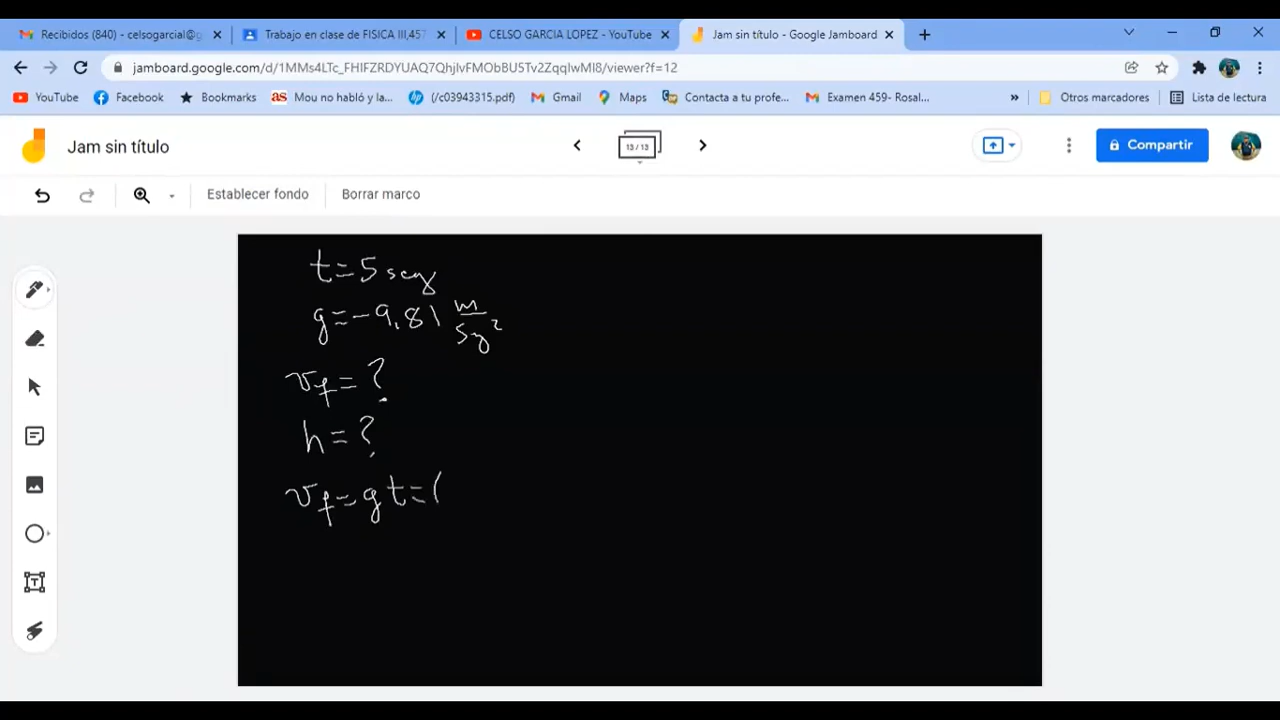 Recibidos (840) - celsogarcial@g
Trabajo en clase de FISICA III,457
CELSO GARCIA LOPEZ - YouTube
Jam sin título - Google Jamboard
jamboard.google.com/d/1MMs4LTc_FHIFZRDYUAQ7QhjlvFMObBU5Tv2ZqqlwMl8/viewer?f=12
YouTube
Facebook
Bookmarks
as Mou no habló y la...
(/c03943315.pdf)
Gmail
Maps
Contacta a tu profe...
Examen 459- Rosal...
»
Otros marcadores
Lista de lectura
Jam sin título
13 / 13
Compartir
Establecer fondo
Borrar marco
t=5 seg
g=-9.81 m/sg²
vf=?
h=?
vf=gt=(